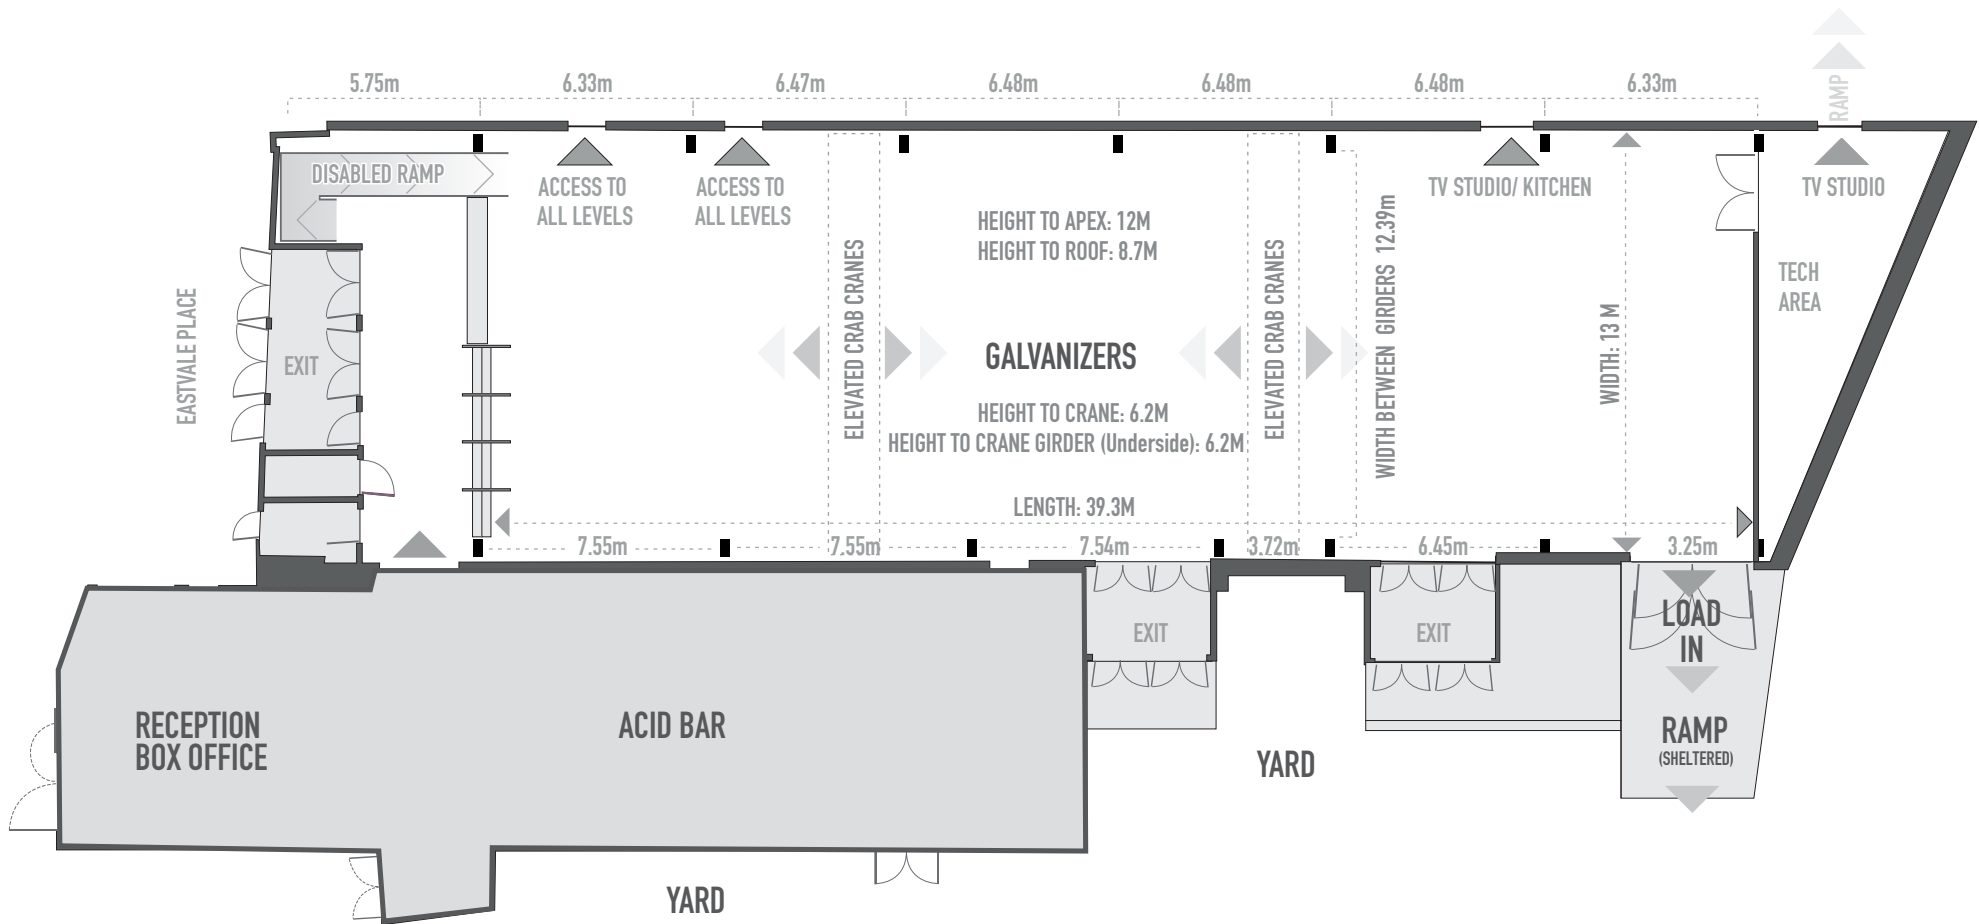 5.75m
6.33m
6.47m
6.48m
6.48m
6.48m
6.33m
RAMP
DISABLED RAMP
ACCESS TO
ALL LEVELS
ACCESS TO
ALL LEVELS
TV STUDIO/ KITCHEN
TV STUDIO
HEIGHT TO APEX: 12M
HEIGHT TO ROOF: 8.7M
ELEVATED CRAB CRANES
ELEVATED CRAB CRANES
WIDTH BETWEEN GIRDERS 12.39m
WIDTH: 13 M
TECH
AREA
EASTVALE PLACE
EXIT
GALVANIZERS
HEIGHT TO CRANE: 6.2M
HEIGHT TO CRANE GIRDER (Underside): 6.2M
LENGTH: 39.3M
7.55m
7.55m
7.54m
3.72m
6.45m
3.25m
EXIT
EXIT
LOAD
IN
RAMP
(SHELTERED)
RECEPTION
BOX OFFICE
ACID BAR
YARD
YARD